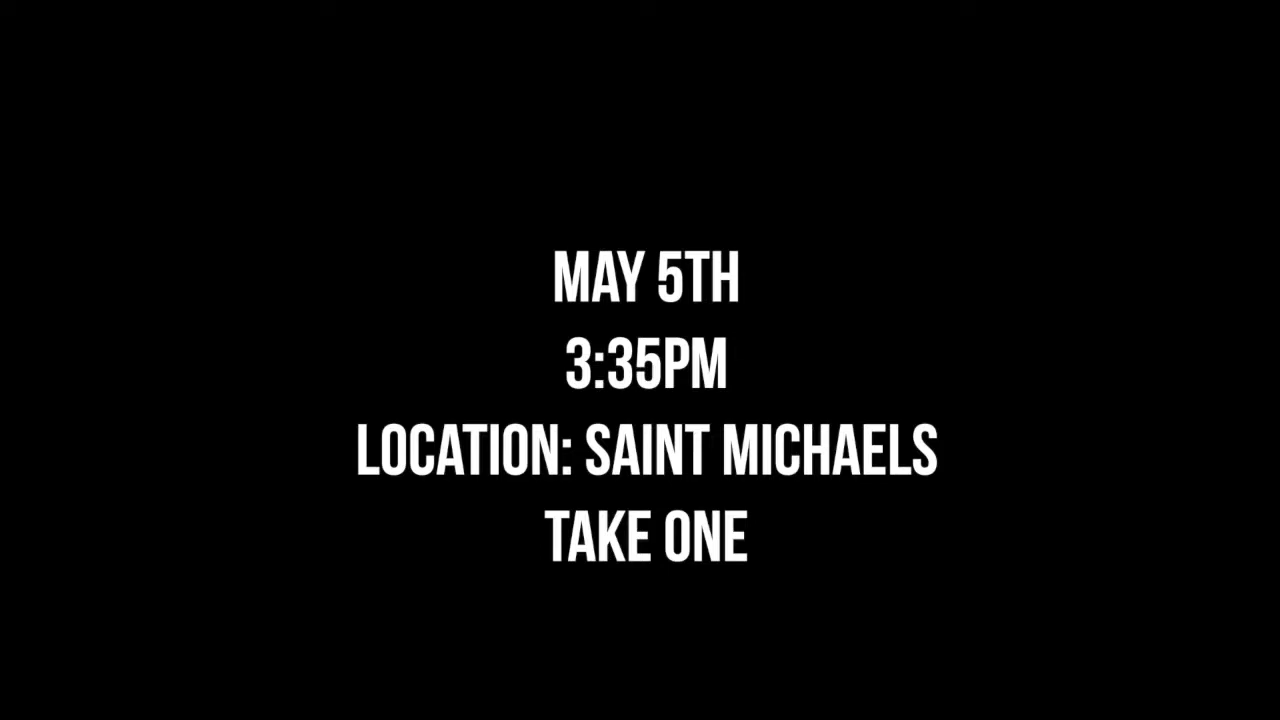 MAY 5TH
3:35PM
LOCATION: SAINT MICHAELS
TAKE ONE